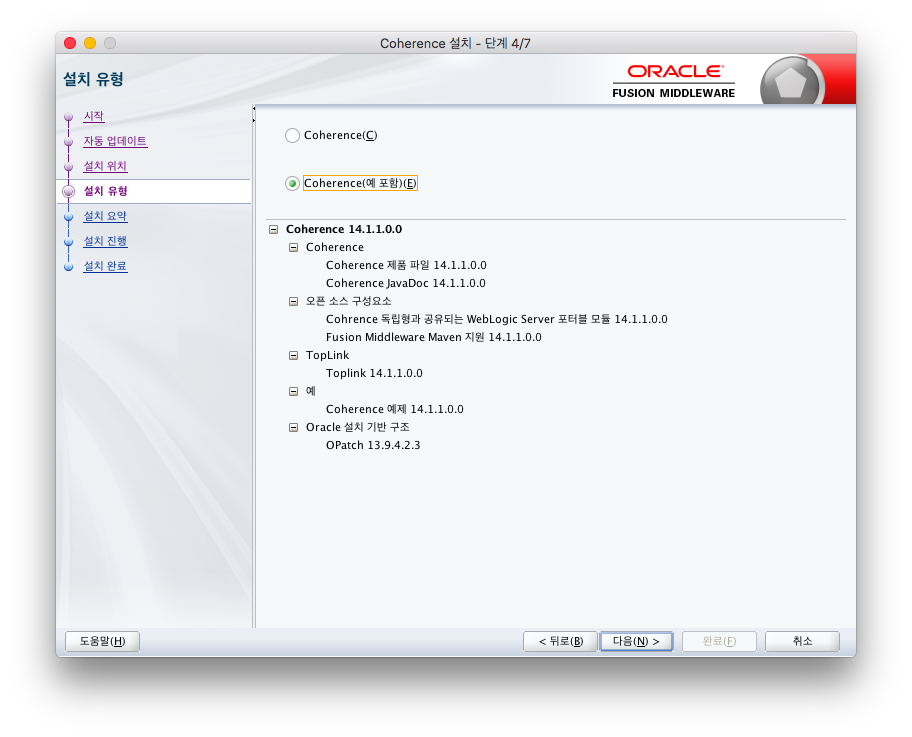 Coherence 설치 - 단계 4/7
설치 유형
ORACLE
FUSION MIDDLEWARE
시작
자동 업데이트
설치 위치
설치 유형
설치 요약
설치 진행
설치 완료
Coherence(C)
Coherence(예 포함)(E)
Coherence 14.1.1.0.0
Coherence
Coherence 제품 파일 14.1.1.0.0
Coherence JavaDoc 14.1.1.0.0
오픈 소스 구성요소
Cohrence 독립형과 공유되는 WebLogic Server 포터블 모듈 14.1.1.0.0
Fusion Middleware Maven 지원 14.1.1.0.0
TopLink
Toplink 14.1.1.0.0
예
Coherence 예제 14.1.1.0.0
Oracle 설치 기반 구조
OPatch 13.9.4.2.3
도움말(H)
< 뒤로(B)
다음(N) >
완료(F)
취소